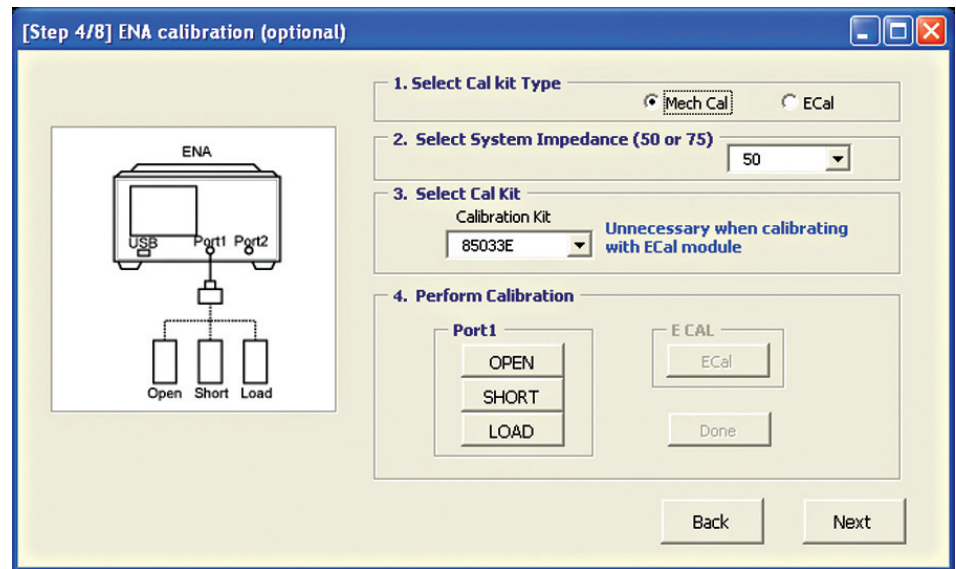 [Step 4/8] ENA calibration (optional)
ENA
USB Port1 Port2
Open Short Load
1. Select Cal kit Type
Mech Cal ECal
2. Select System Impedance (50 or 75)
50
3. Select Cal Kit
Calibration Kit
85033E
Unnecessary when calibrating
with ECal module
4. Perform Calibration
Port1
OPEN
SHORT
LOAD
E CAL
ECal
Done
Back Next